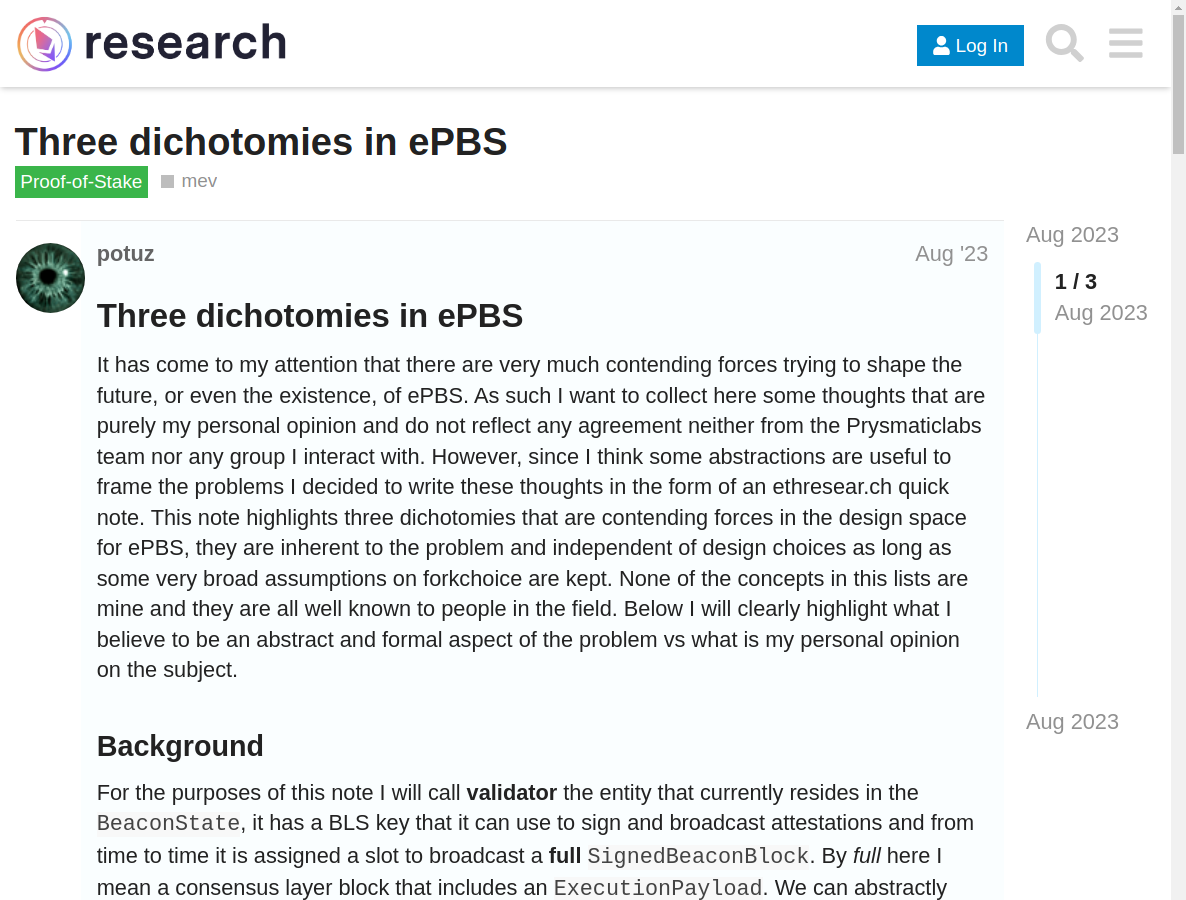 research
Log In
Three dichotomies in ePBS
Proof-of-Stake mev
potuz
Aug '23
Three dichotomies in ePBS
It has come to my attention that there are very much contending forces trying to shape the
future, or even the existence, of ePBS. As such I want to collect here some thoughts that are
purely my personal opinion and do not reflect any agreement neither from the Prysmaticlabs
team nor any group I interact with. However, since I think some abstractions are useful to
frame the problems I decided to write these thoughts in the form of an ethresear.ch quick
note. This note highlights three dichotomies that are contending forces in the design space
for ePBS, they are inherent to the problem and independent of design choices as long as
some very broad assumptions on forkchoice are kept. None of the concepts in this lists are
mine and they are all well known to people in the field. Below I will clearly highlight what I
believe to be an abstract and formal aspect of the problem vs what is my personal opinion
on the subject.
Background
For the purposes of this note I will call validator the entity that currently resides in the
BeaconState, it has a BLS key that it can use to sign and broadcast attestations and from
time to time it is assigned a slot to broadcast a full SignedBeaconBlock. By full here I
mean a consensus layer block that includes an ExecutionPayload. We can abstractly
Aug 2023
1 / 3
Aug 2023
Aug 2023